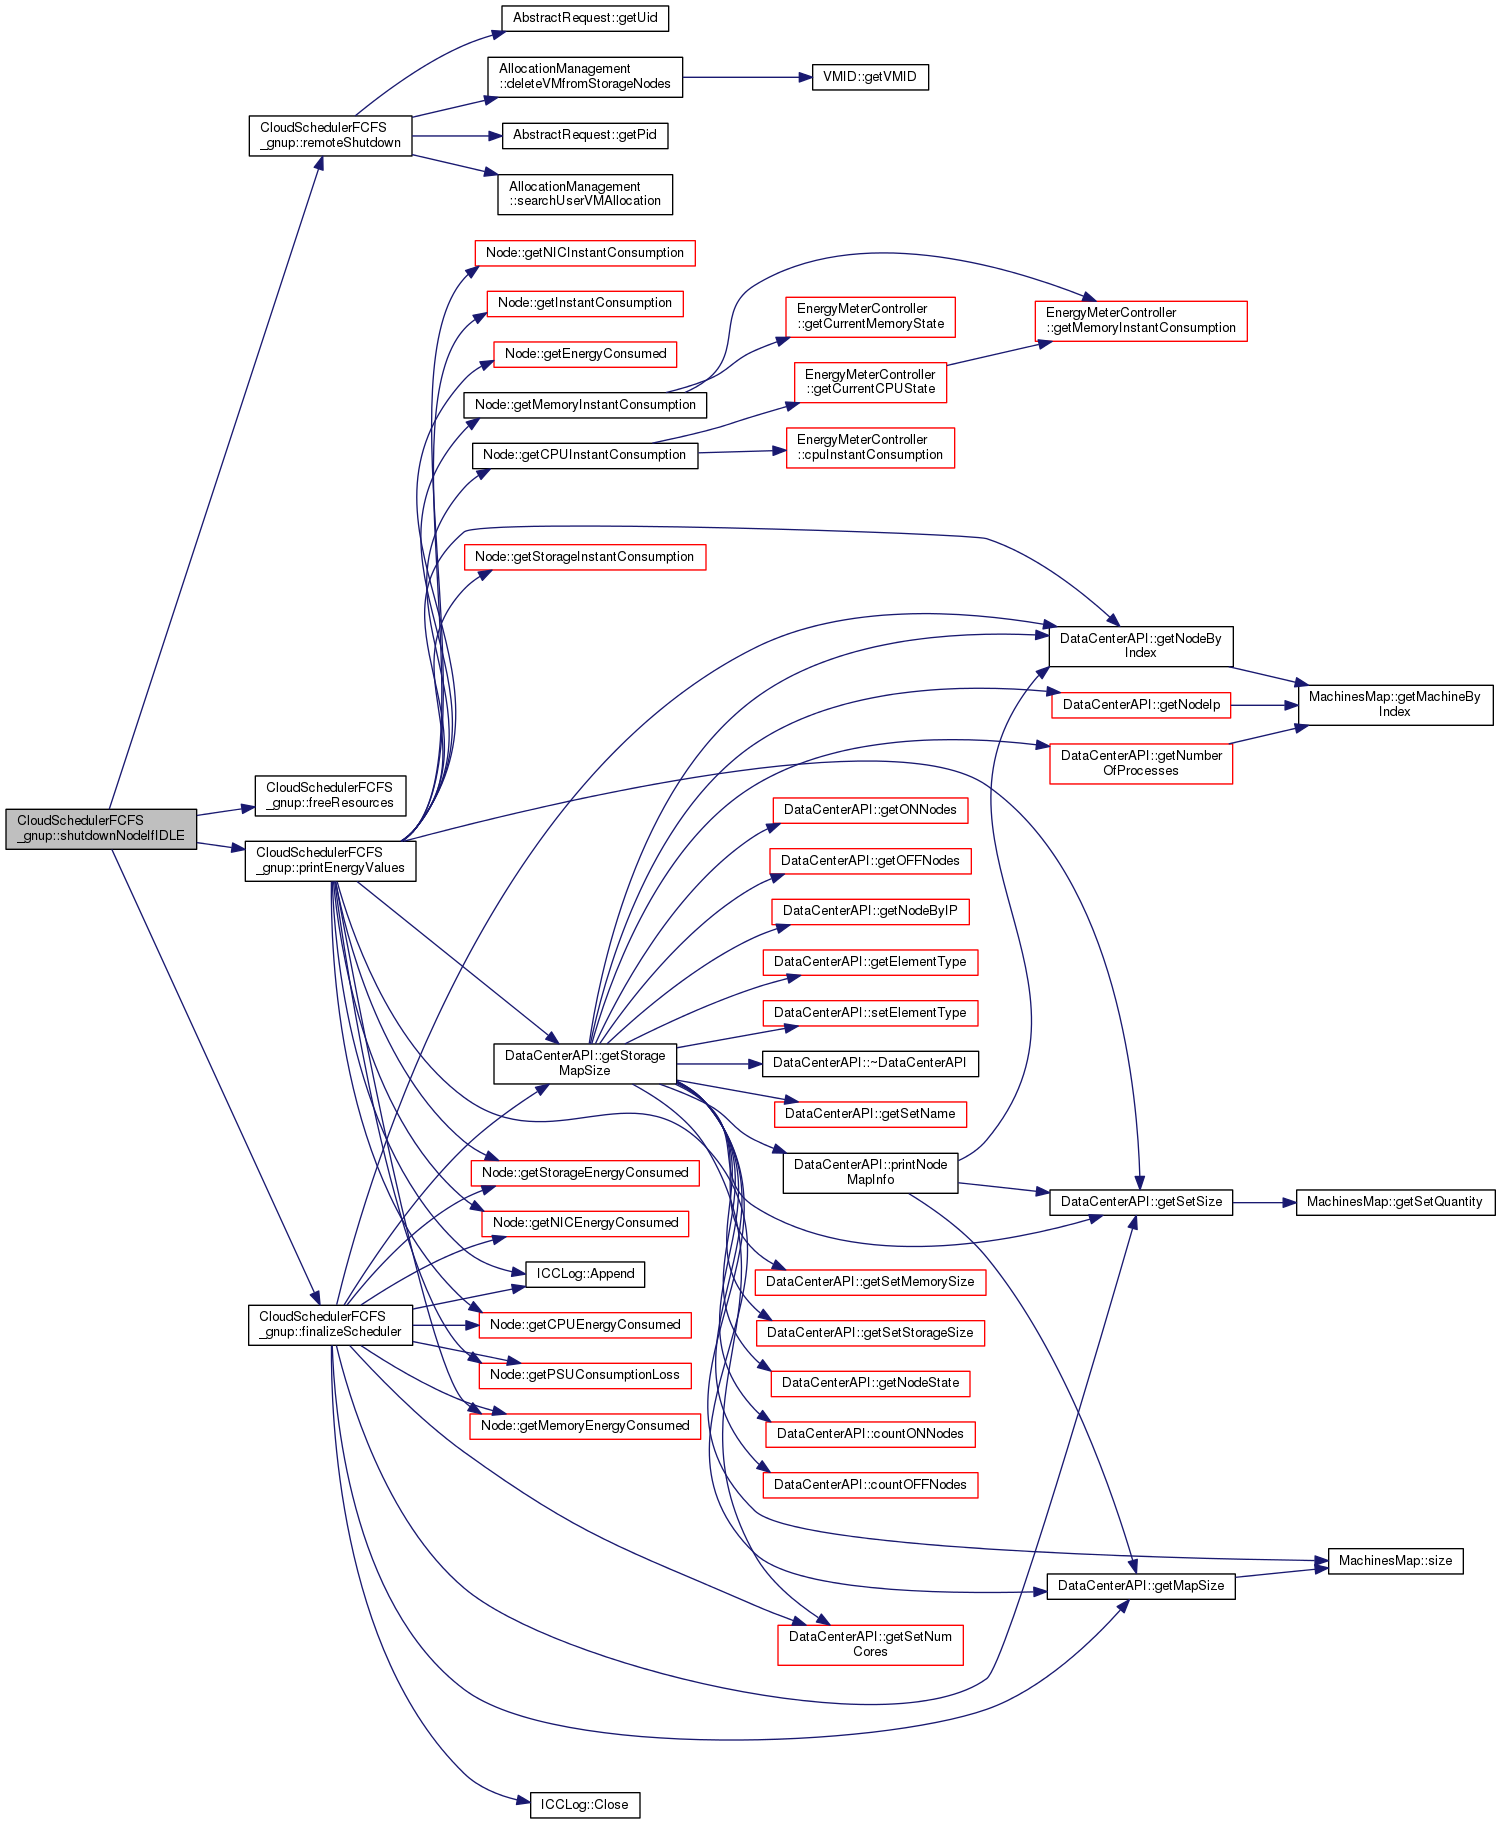 AbstractRequest::getUid
AllocationManagement
::deleteVMfromStorageNodes
VMID::getVMID
CloudSchedulerFCFS
_gnup::remoteShutdown
AbstractRequest::getPid
AllocationManagement
::searchUserVMAllocation
Node::getNICInstantConsumption
Node::getInstantConsumption
EnergyMeterController
::getCurrentMemoryState
EnergyMeterController
::getMemoryInstantConsumption
Node::getEnergyConsumed
EnergyMeterController
::getCurrentCPUState
Node::getMemoryInstantConsumption
EnergyMeterController
::cpuInstantConsumption
Node::getCPUInstantConsumption
Node::getStorageInstantConsumption
DataCenterAPI::getNodeBy
Index
DataCenterAPI::getNodeIp
MachinesMap::getMachineBy
Index
DataCenterAPI::getNumber
OfProcesses
CloudSchedulerFCFS
_gnup::freeResources
CloudSchedulerFCFS
_gnup::shutdownNodeIfIDLE
CloudSchedulerFCFS
_gnup::printEnergyValues
DataCenterAPI::getONNodes
DataCenterAPI::getOFFNodes
DataCenterAPI::getNodeByIP
DataCenterAPI::getElementType
DataCenterAPI::setElementType
DataCenterAPI::getStorage
MapSize
DataCenterAPI::~DataCenterAPI
DataCenterAPI::getSetName
DataCenterAPI::printNode
MapInfo
Node::getStorageEnergyConsumed
DataCenterAPI::getSetSize
MachinesMap::getSetQuantity
Node::getNICEnergyConsumed
ICCLog::Append
DataCenterAPI::getSetMemorySize
CloudSchedulerFCFS
_gnup::finalizeScheduler
Node::getCPUEnergyConsumed
DataCenterAPI::getSetStorageSize
Node::getPSUConsumptionLoss
DataCenterAPI::getNodeState
Node::getMemoryEnergyConsumed
DataCenterAPI::countONNodes
DataCenterAPI::countOFFNodes
MachinesMap::size
DataCenterAPI::getMapSize
DataCenterAPI::getSetNum
Cores
ICCLog::Close